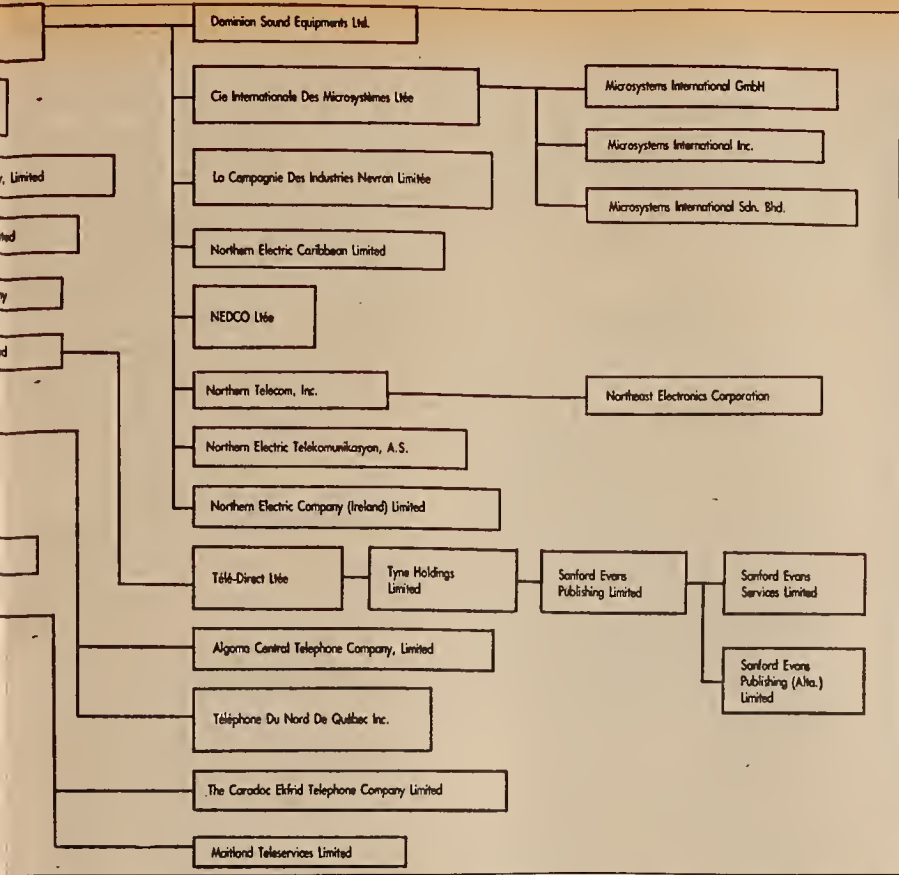 Dominion Sound Equipments Ltd.
Cie Internationale Des Microsystèmes Ltée
Microsystems International GmbH
Microsystems International Inc.
Microsystems International Sdn. Bhd.
La Campagnie Des Industries Nevron Limitée
, Limited
Northern Electric Caribbean Limited
NEDCO Ltée
Northern Telecom, Inc.
Northeast Electronics Corporation
Northern Electric Telekomunikasyon, A.S.
Northern Electric Company (Ireland) Limited
Télé-Direct Ltée
Tyne Holdings
Limited
Sanford Evans
Publishing Limited
Sanford Evans
Services Limited
Sanford Evans
Publishing (Alta.)
Limited
Algoma Central Telephone Company, Limited
Téléphone Du Nord De Québec Inc.
The Caradoc Ekfrid Telephone Company Limited
Maitland Teleservices Limited